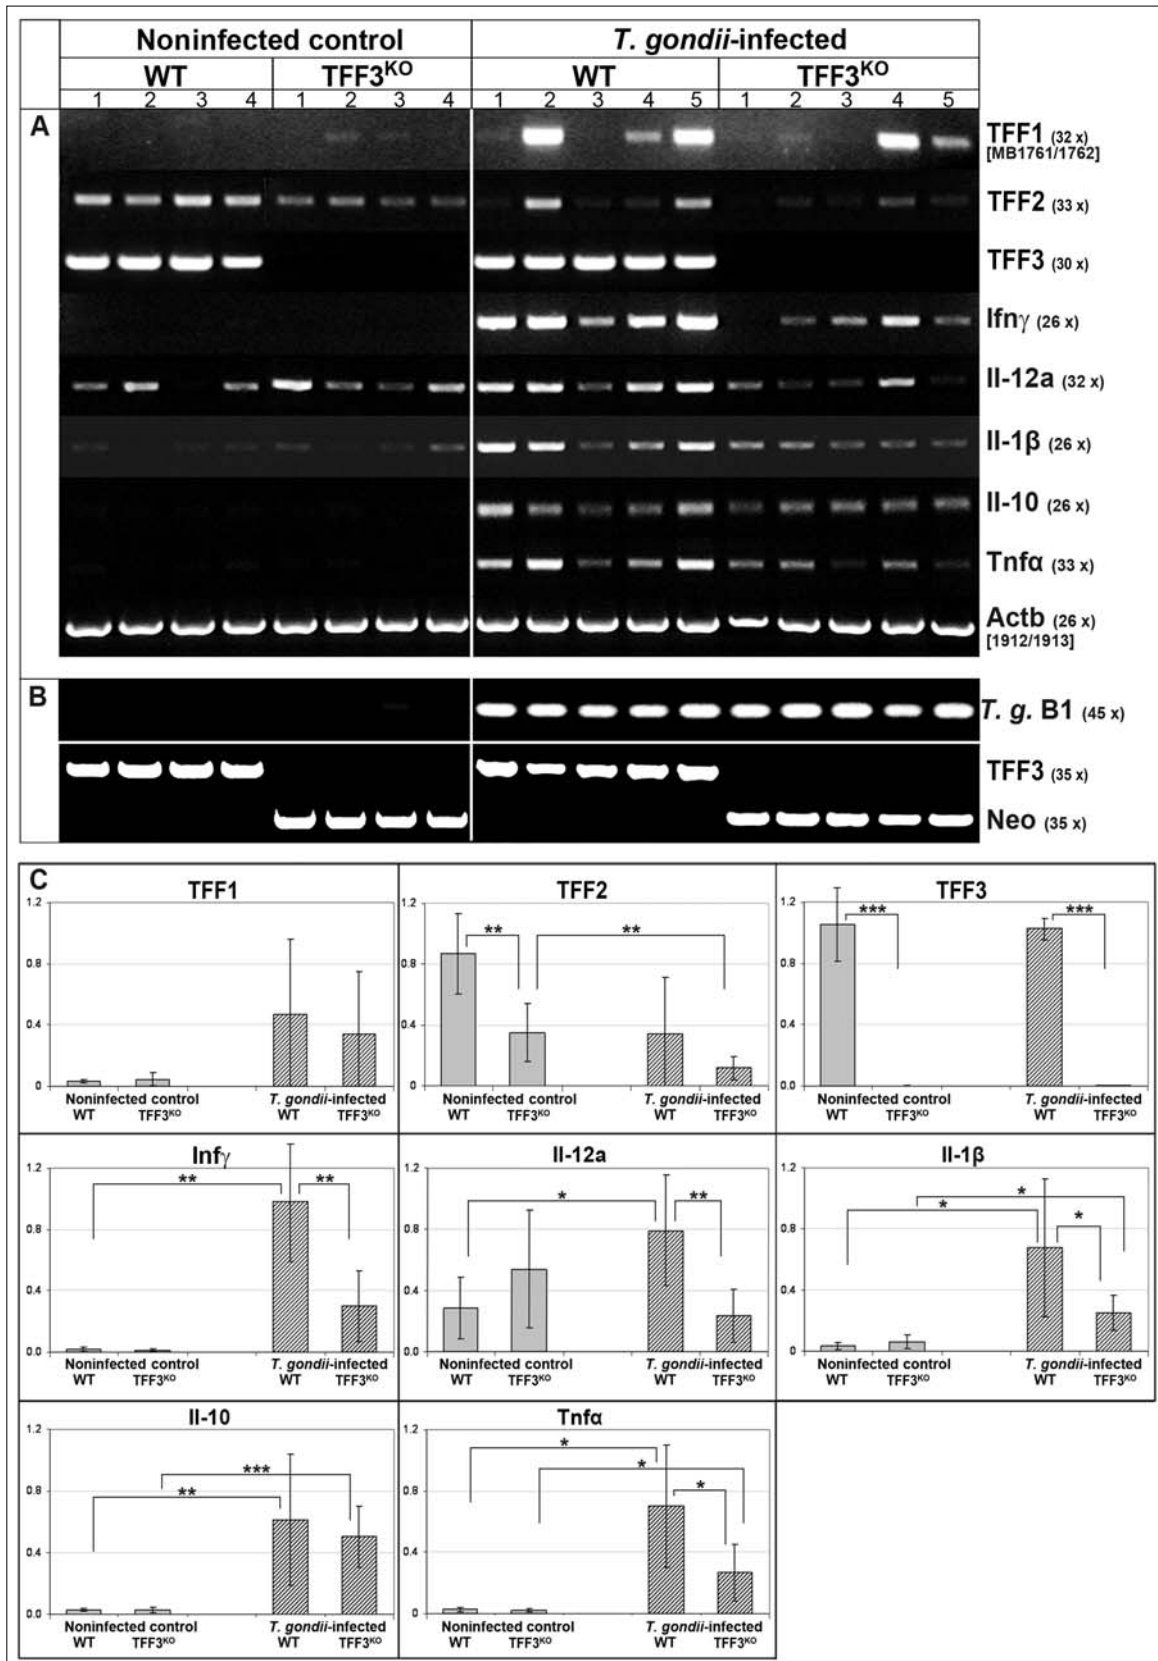 Noninfected control T. gondii-infected
WT TFF3KO WT TFF3KO
1 2 3 4 1 2 3 4 1 2 3 4 5 1 2 3 4 5
A
TFF1 (32 x)
[MB1761/1762]
TFF2 (33 x)
TFF3 (30 x)
Ifnγ (26 x)
Il-12a (32 x)
Il-1β (26 x)
Il-10 (26 x)
Tnfα (33 x)
Actb (26 x)
[1912/1913]
B
T. g. B1 (45 x)
TFF3 (35 x)
Neo (35 x)
C
TFF1
1.2
0.8
0.4
0
Noninfected control T. gondii-infected
WT TFF3KO WT TFF3KO
TFF2
1.2
0.8
0.4
0
** **
Noninfected control T. gondii-infected
WT TFF3KO WT TFF3KO
TFF3
1.2
0.8
0.4
0
*** ***
Noninfected control T. gondii-infected
WT TFF3KO WT TFF3KO
Infγ
1.2
0.8
0.4
0.0
** **
Noninfected control T. gondii-infected
WT TFF3KO WT TFF3KO
Il-12a
1.2
0.8
0.4
0.0
* **
Noninfected control T. gondii-infected
WT TFF3KO WT TFF3KO
Il-1β
1.2
0.8
0.4
0
* * *
Noninfected control T. gondii-infected
WT TFF3KO WT TFF3KO
Il-10
1.2
0.8
0.4
0.0
***
**
Noninfected control T. gondii-infected
WT TFF3KO WT TFF3KO
Tnfα
1.2
0.8
0.4
0
*
*
*
Noninfected control T. gondii-infected
WT TFF3KO WT TFF3KO